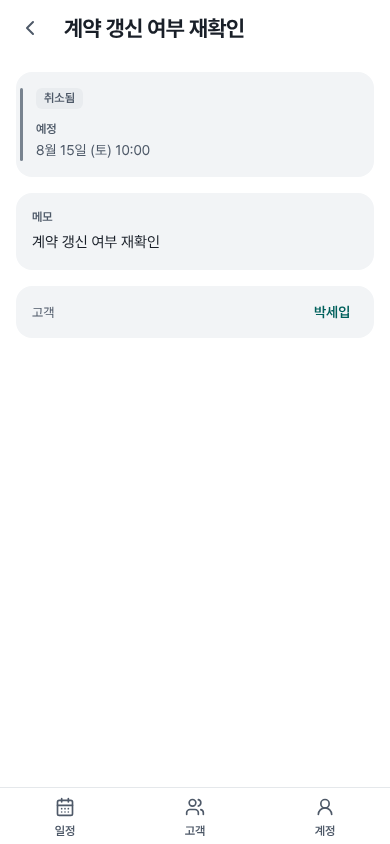 계약 갱신 여부 재확인
취소됨
예정
8월 15일 (토) 10:00
메모
계약 갱신 여부 재확인
고객 박세입
일정 고객 계정